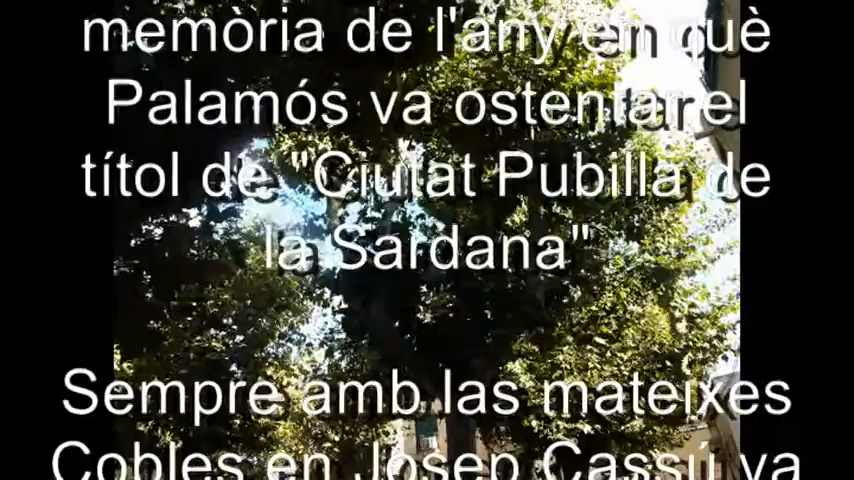 memòria de l'any en què
Palamós va ostentar el
títol de "Ciutat Pubilla de
la Sardana"
Sempre amb las mateixes
Cobles en Josep Cassú va